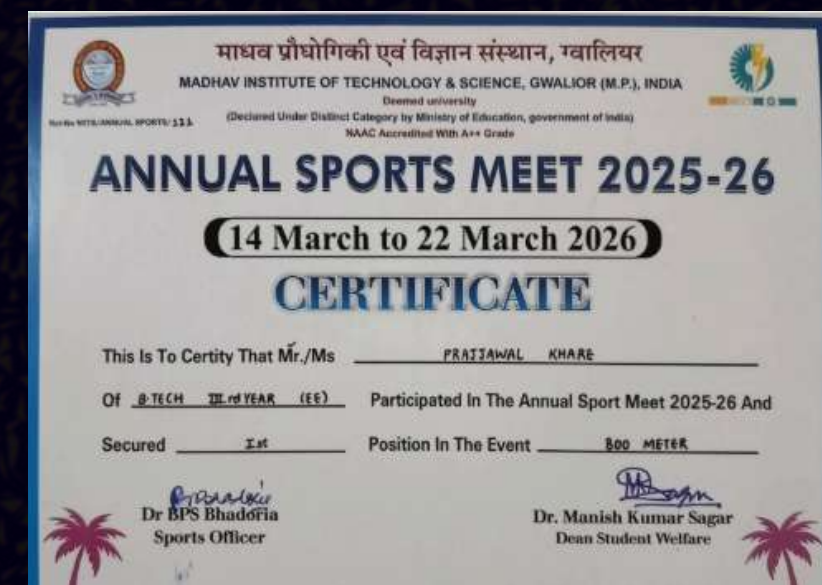 माधव प्रौघोगिकी एवं विज्ञान संस्थान, ग्वालियर
MADHAV INSTITUTE OF TECHNOLOGY & SCIENCE, GWALIOR (M.P.), INDIA
Deemed university
(Declared Under Distinct Category by Ministry of Education, government of India)
NAAC Accredited With A++ Grade
ANNUAL SPORTS MEET 2025-26
14 March to 22 March 2026
CERTIFICATE
This Is To Certity That Mr./Ms PRAJJAWAL KHARE
Of B.TECH III.rd YEAR (EE) Participated In The Annual Sport Meet 2025-26 And
Secured Ist Position In The Event 800 METER
Dr BPS Bhadoria
Sports Officer
Dr. Manish Kumar Sagar
Dean Student Welfare